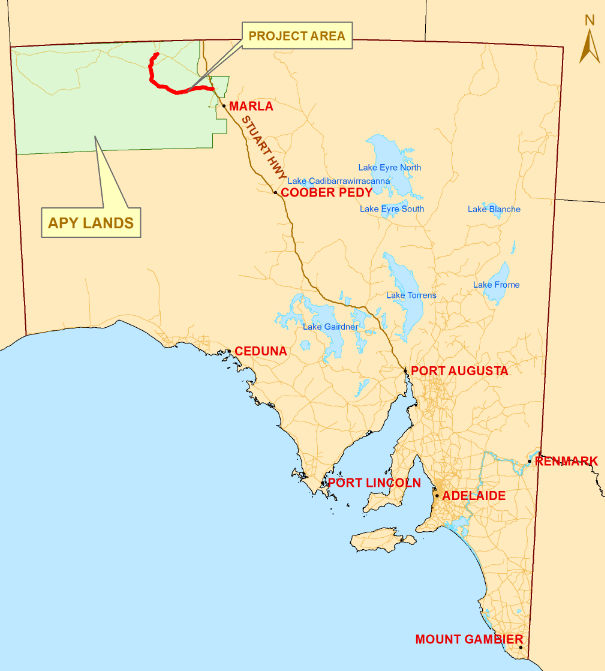 PROJECT AREA
N
MARLA
STUART HWY
Lake Eyre North
Lake Cadibarrawirracanna
COOBER PEDY
Lake Eyre South
Lake Blanche
APY LANDS
Lake Frome
Lake Torrens
Lake Gairdner
CEDUNA
PORT AUGUSTA
RENMARK
PORT LINCOLN
ADELAIDE
MOUNT GAMBIER